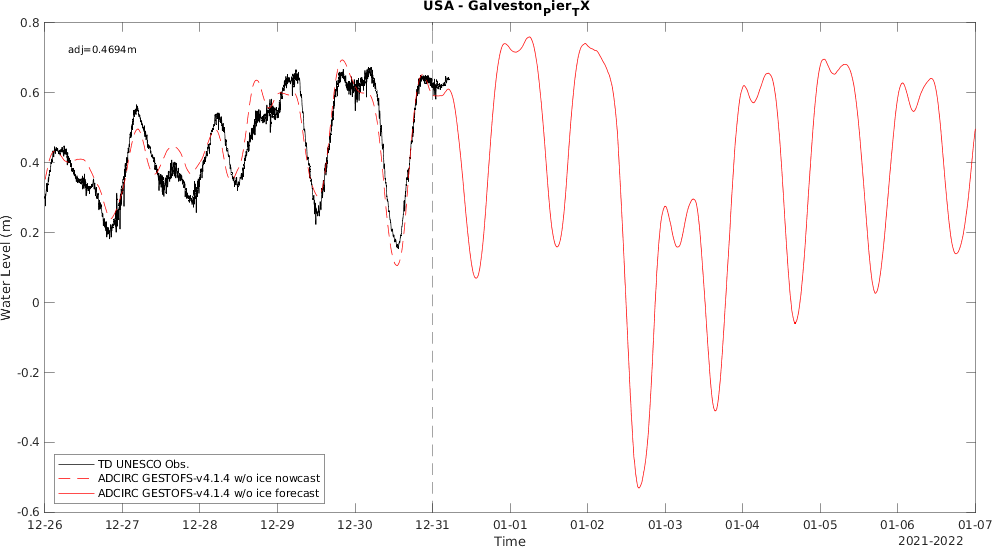 USA - Galveston_Pier_TX
adj=0.4694m
0.8
0.6
0.4
0.2
0
-0.2
-0.4
-0.6
Water Level (m)
TD UNESCO Obs.
ADCIRC GESTOFS-v4.1.4 w/o ice nowcast
ADCIRC GESTOFS-v4.1.4 w/o ice forecast
12-26 12-27 12-28 12-29 12-30 12-31 01-01 01-02 01-03 01-04 01-05 01-06 01-07
Time
2021-2022